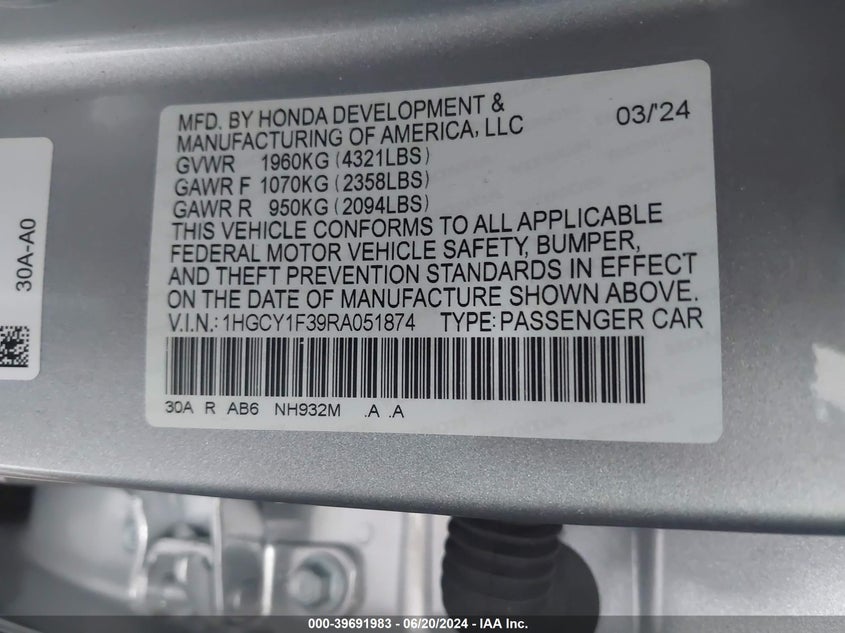 MFD. BY HONDA DEVELOPMENT &
MANUFACTURING OF AMERICA, LLC
03/'24
GVWR 1960KG (4321LBS)
GAWR F 1070KG (2358LBS)
GAWR R 950KG (2094LBS)
THIS VEHICLE CONFORMS TO ALL APPLICABLE
FEDERAL MOTOR VEHICLE SAFETY, BUMPER,
AND THEFT PREVENTION STANDARDS IN EFFECT
ON THE DATE OF MANUFACTURE SHOWN ABOVE.
V.I.N.: 1HGCY1F39RA051874 TYPE: PASSENGER CAR
30A R AB6 NH932M .A .A
30A-A0
000-39691983 - 06/20/2024 - IAA Inc.